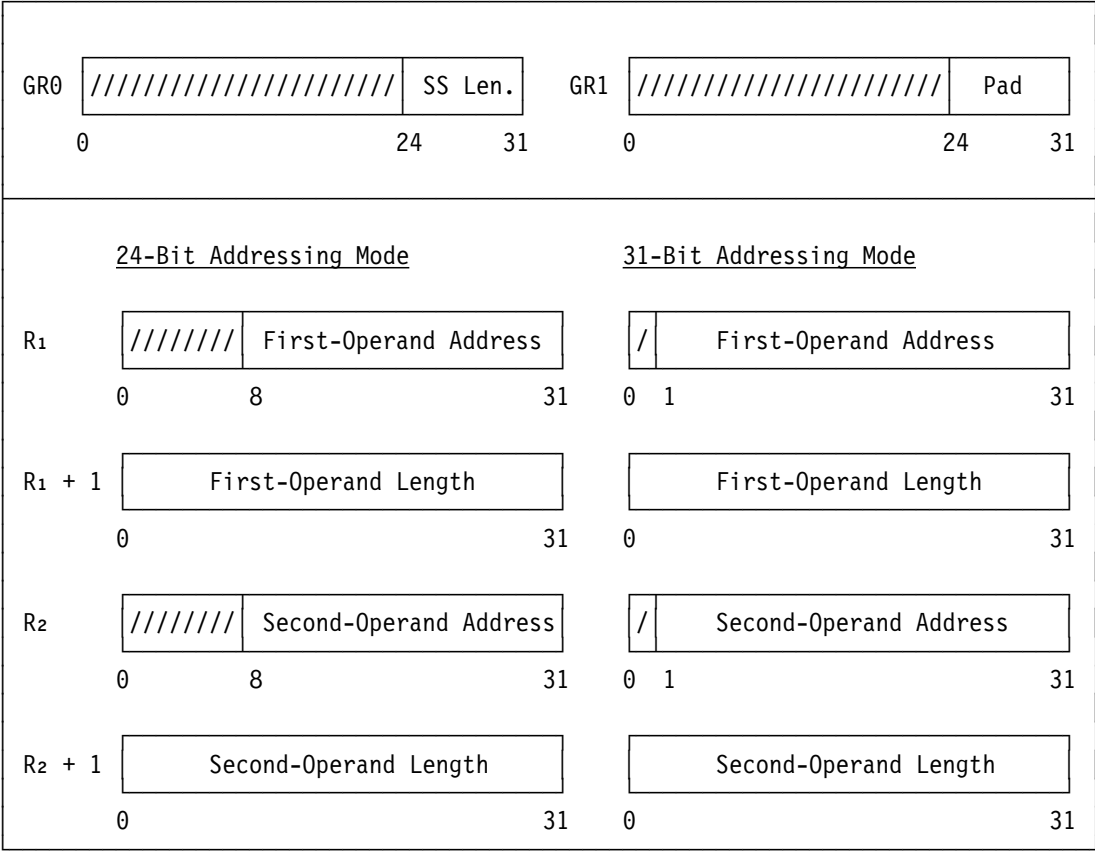 GR0 /////////////////////// SS Len. GR1 /////////////////////// Pad
0 24 31 0 24 31
24-Bit Addressing Mode 31-Bit Addressing Mode
R₁ //////// First-Operand Address / First-Operand Address
0 8 31 0 1 31
R₁ + 1 First-Operand Length First-Operand Length
0 31 0 31
R₂ //////// Second-Operand Address / Second-Operand Address
0 8 31 0 1 31
R₂ + 1 Second-Operand Length Second-Operand Length
0 31 0 31